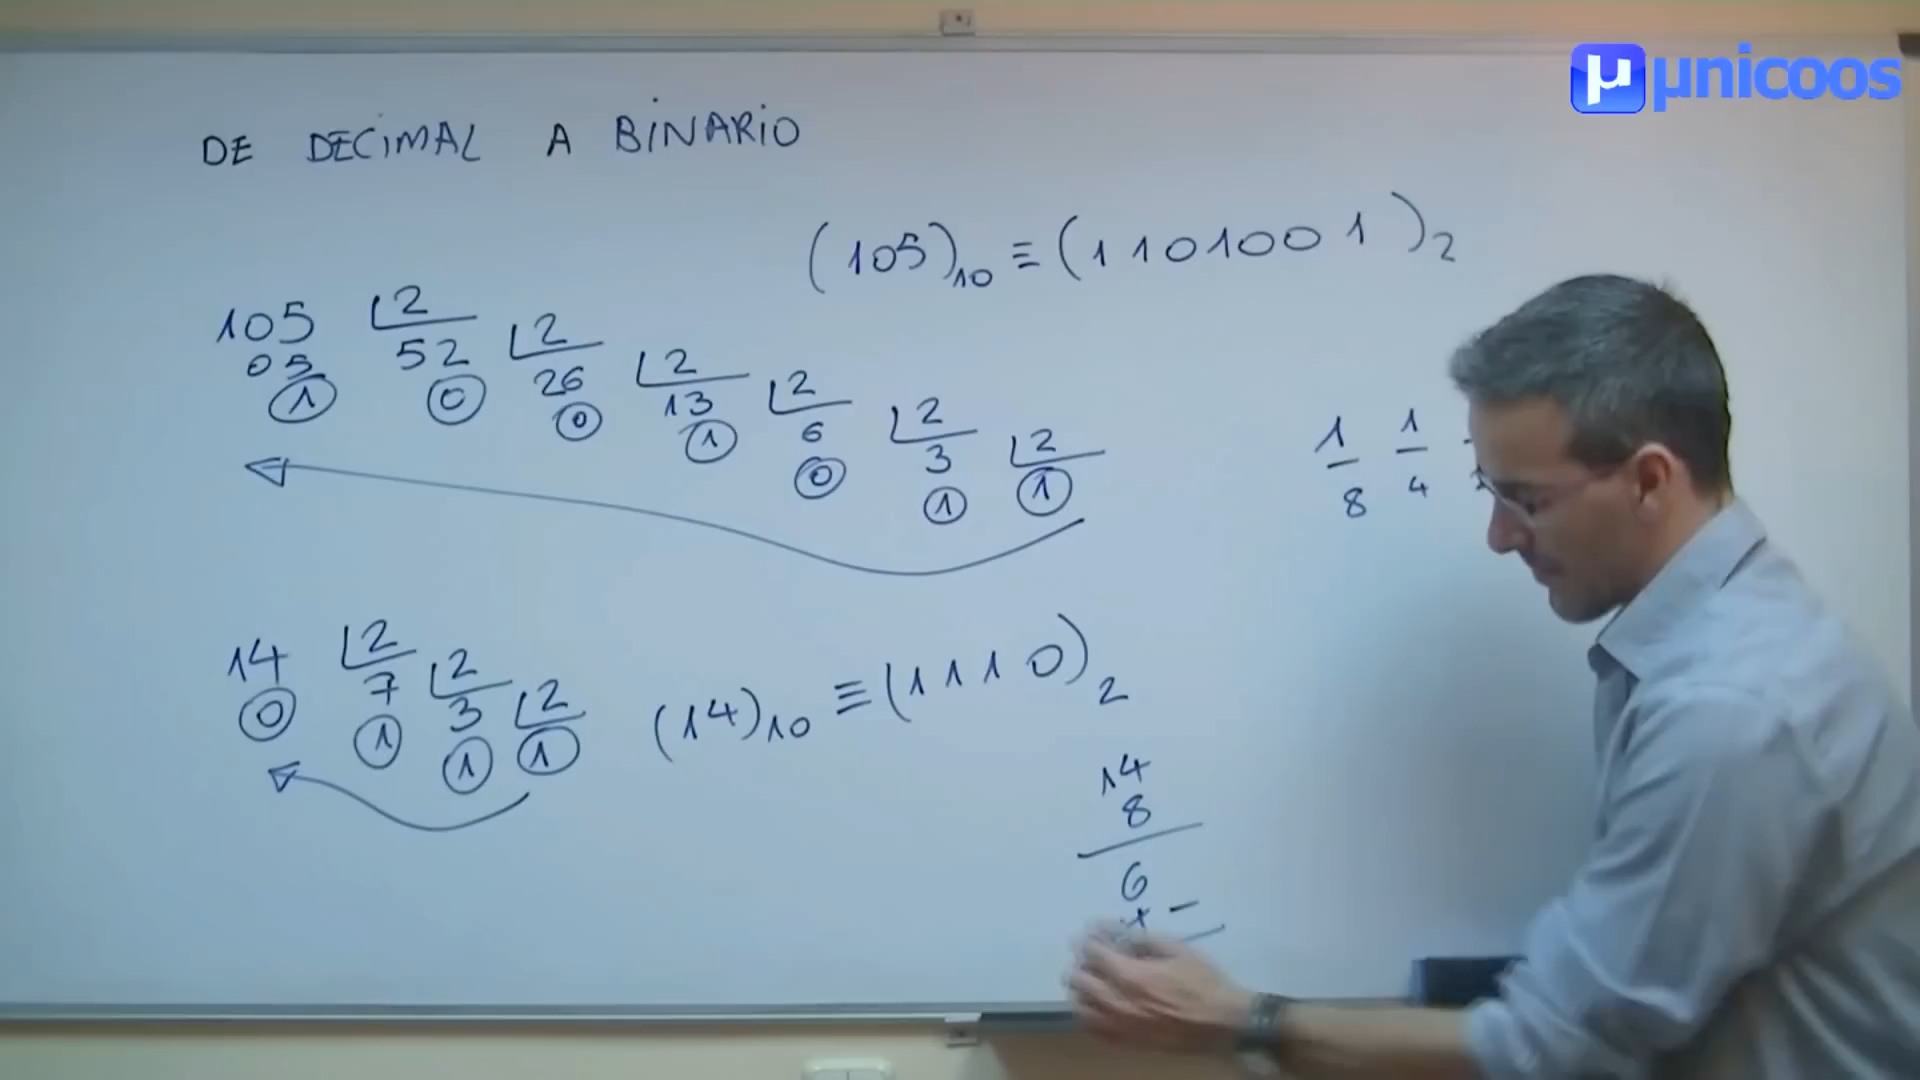 µ µnicoos
DE DECIMAL A BINARIO
(105)10 ≡ (1101001)2
105 2
05 52 2
1 0 26 2
0 13 2
1 6 2
0 3 2
1 1
1 1
8 4
14 2
0 7 2
1 3 2
1 1
(14)10 ≡ (1110)2
14
8
6